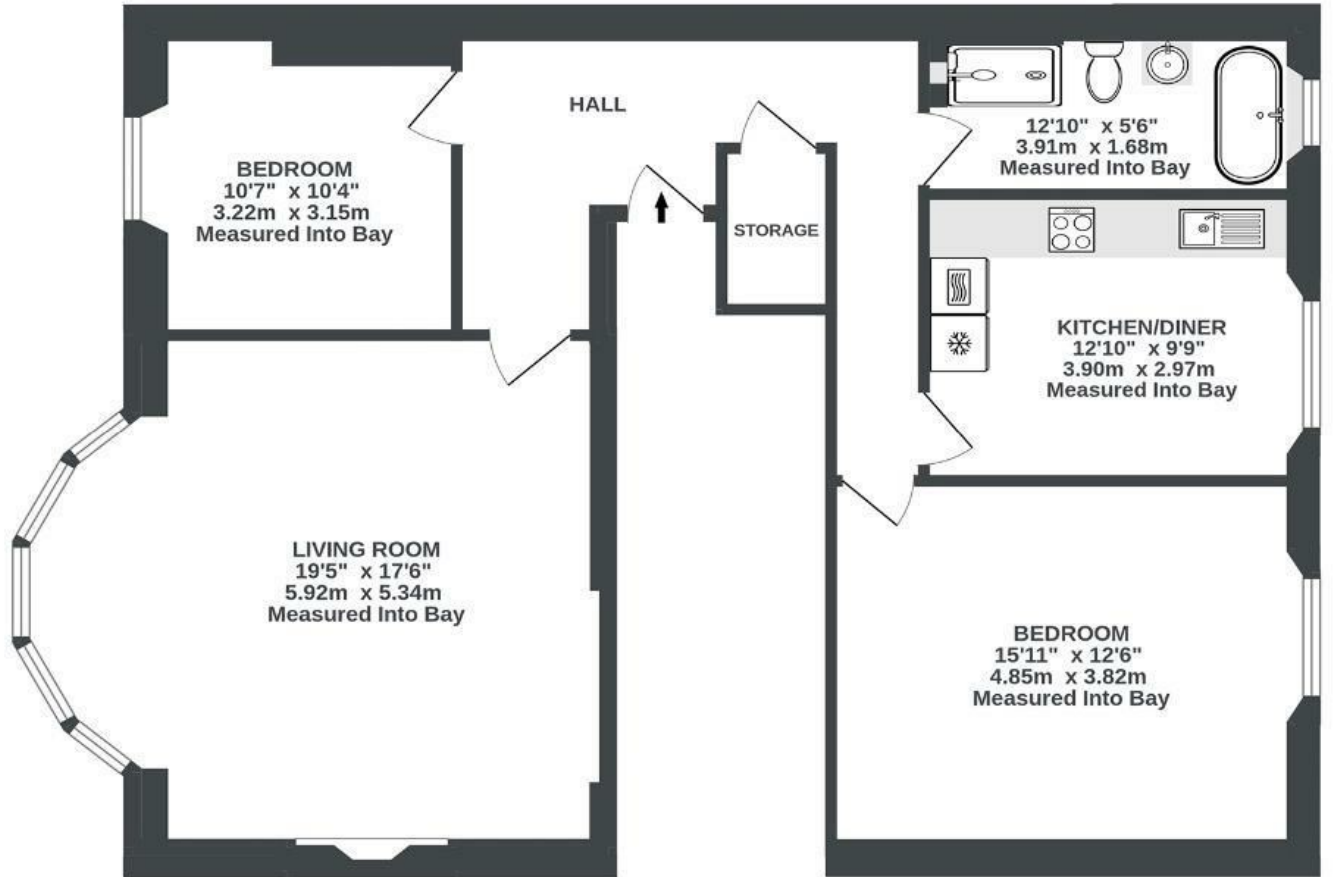 HALL
BEDROOM
10'7" x 10'4"
3.22m x 3.15m
Measured Into Bay
12'10" x 5'6"
3.91m x 1.68m
Measured Into Bay
STORAGE
KITCHEN/DINER
12'10" x 9'9"
3.90m x 2.97m
Measured Into Bay
LIVING ROOM
19'5" x 17'6"
5.92m x 5.34m
Measured Into Bay
BEDROOM
15'11" x 12'6"
4.85m x 3.82m
Measured Into Bay